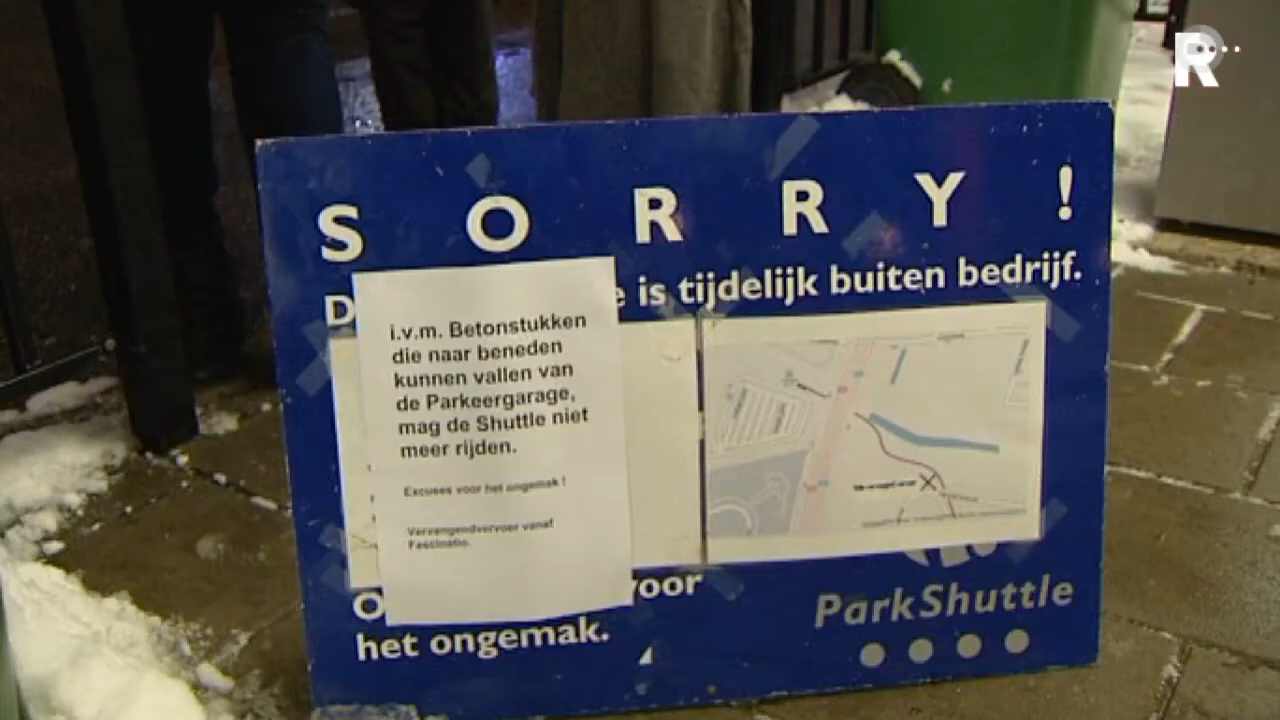 R
SORRY!
D e is tijdelijk buiten bedrijf.
i.v.m. Betonstukken
die naar beneden
kunnen vallen van
de Parkeergarage,
mag de Shuttle niet
meer rijden.
Excuses voor het ongemak !
Vervangendvervoer vanaf
Fascinatio.
O voor
het ongemak.
ParkShuttle